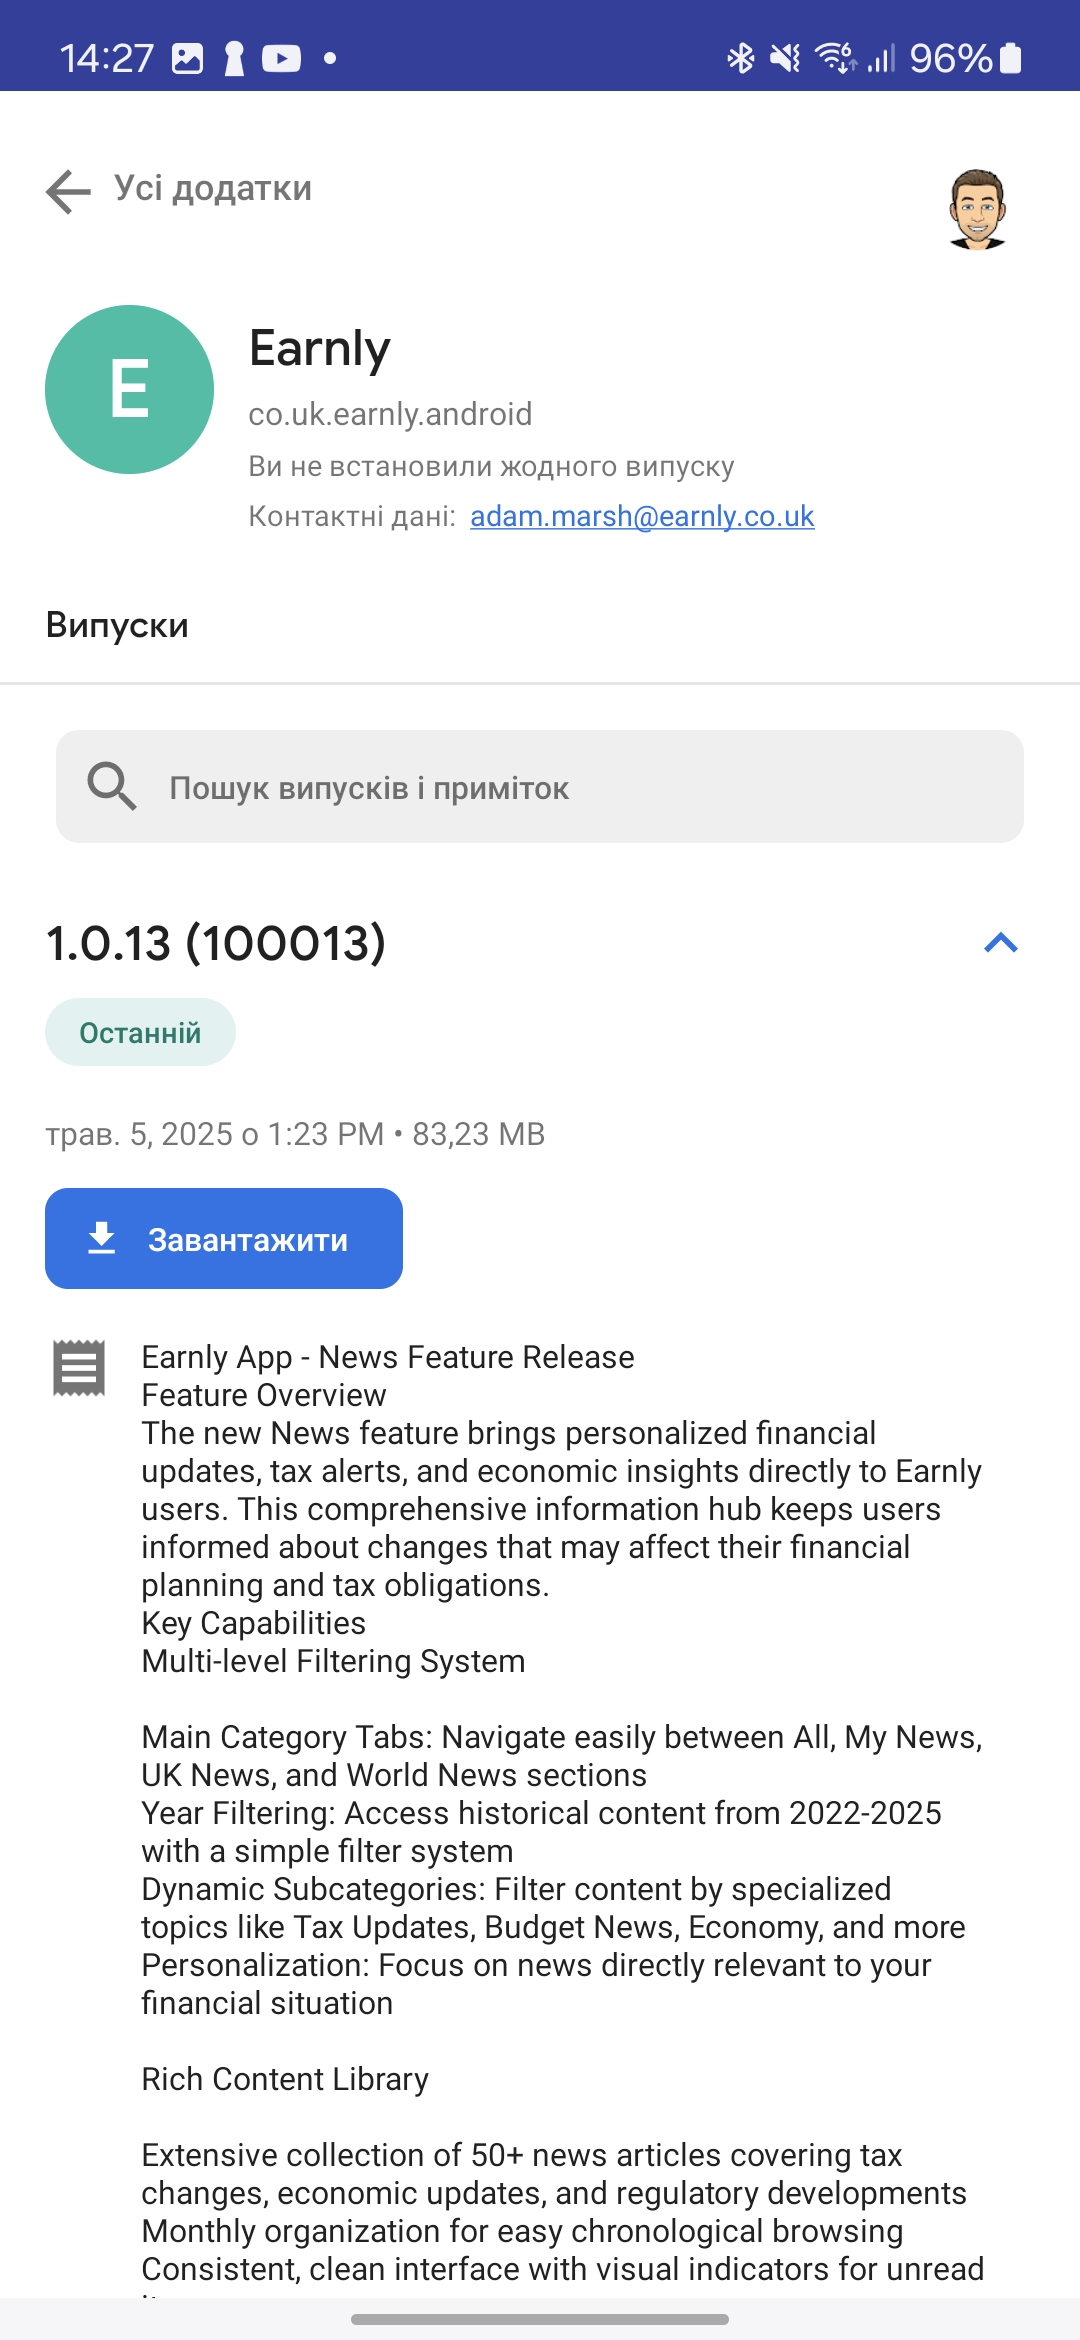 14:27
96%
Усі додатки
E
Earnly
co.uk.earnly.android
Ви не встановили жодного випуску
Контактні дані: adam.marsh@earnly.co.uk
Випуски
Пошук випусків і приміток
1.0.13 (100013)
Останній
трав. 5, 2025 о 1:23 PM • 83,23 MB
Завантажити
Earnly App - News Feature Release
Feature Overview
The new News feature brings personalized financial
updates, tax alerts, and economic insights directly to Earnly
users. This comprehensive information hub keeps users
informed about changes that may affect their financial
planning and tax obligations.
Key Capabilities
Multi-level Filtering System
Main Category Tabs: Navigate easily between All, My News,
UK News, and World News sections
Year Filtering: Access historical content from 2022-2025
with a simple filter system
Dynamic Subcategories: Filter content by specialized
topics like Tax Updates, Budget News, Economy, and more
Personalization: Focus on news directly relevant to your
financial situation
Rich Content Library
Extensive collection of 50+ news articles covering tax
changes, economic updates, and regulatory developments
Monthly organization for easy chronological browsing
Consistent, clean interface with visual indicators for unread